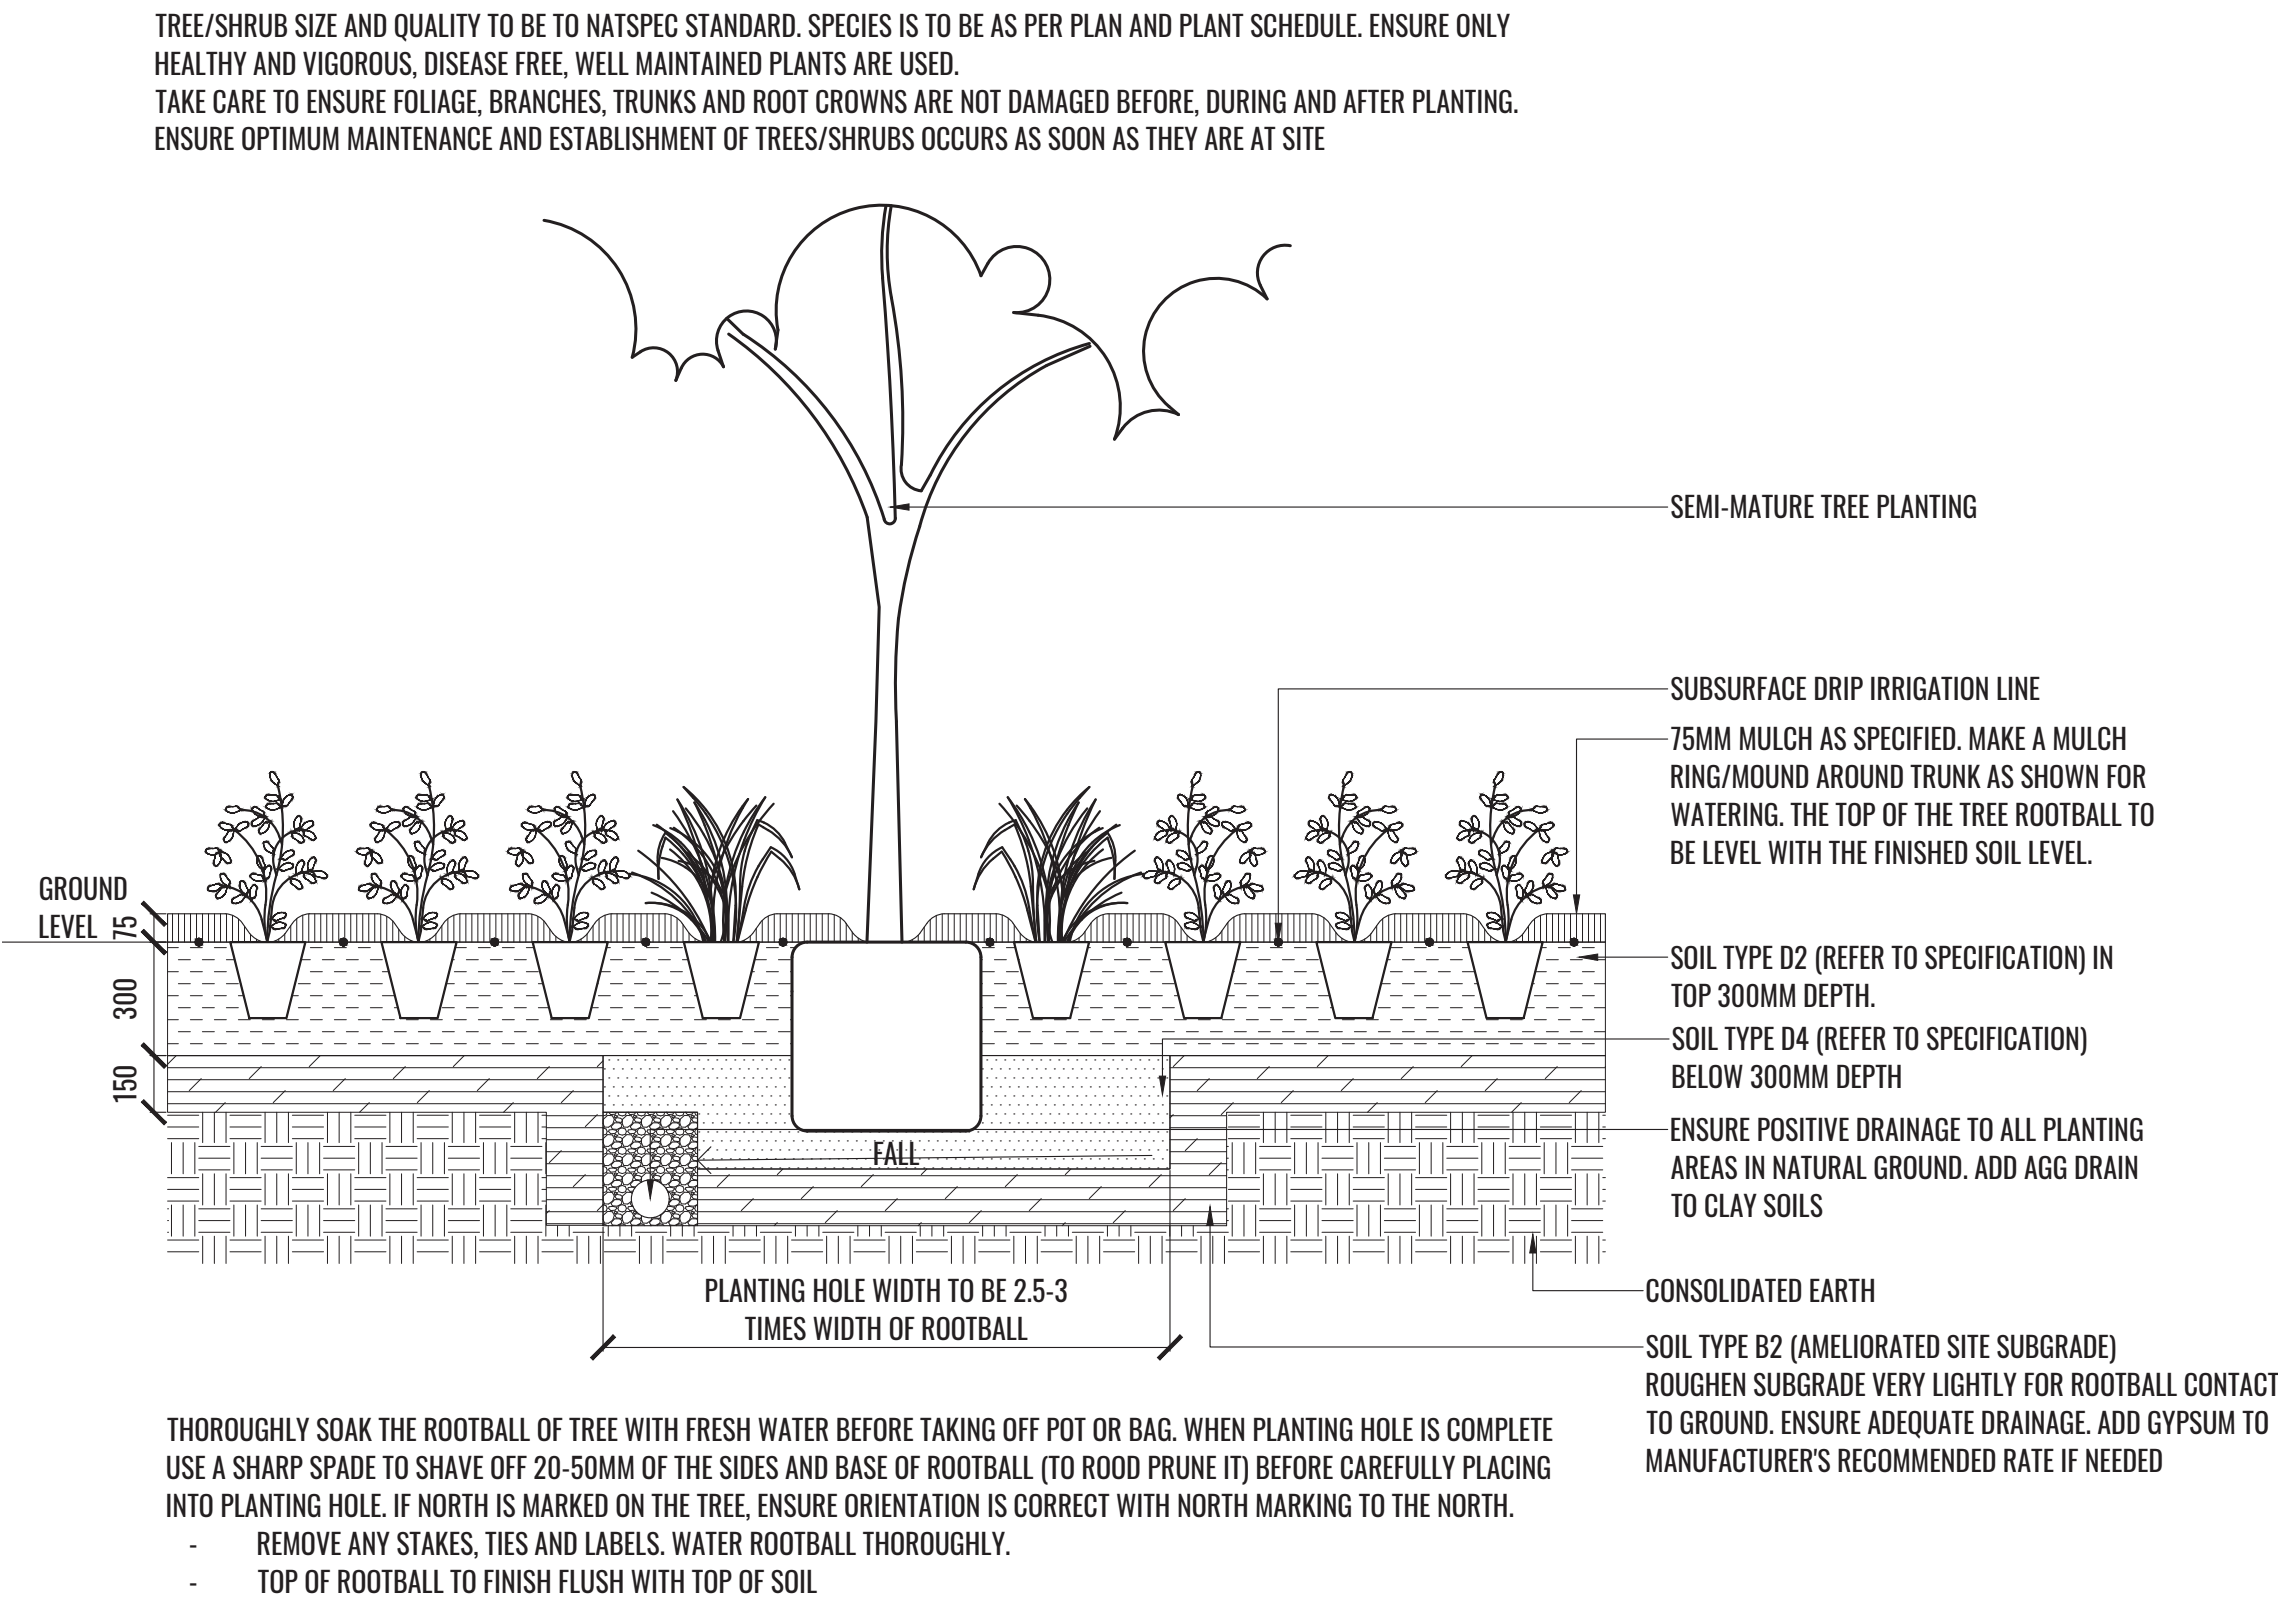 TREE/SHRUB SIZE AND QUALITY TO BE TO NATSPEC STANDARD. SPECIES IS TO BE AS PER PLAN AND PLANT SCHEDULE. ENSURE ONLY
HEALTHY AND VIGOROUS, DISEASE FREE, WELL MAINTAINED PLANTS ARE USED.
TAKE CARE TO ENSURE FOLIAGE, BRANCHES, TRUNKS AND ROOT CROWNS ARE NOT DAMAGED BEFORE, DURING AND AFTER PLANTING.
ENSURE OPTIMUM MAINTENANCE AND ESTABLISHMENT OF TREES/SHRUBS OCCURS AS SOON AS THEY ARE AT SITE
SEMI-MATURE TREE PLANTING
SUBSURFACE DRIP IRRIGATION LINE
75MM MULCH AS SPECIFIED. MAKE A MULCH
RING/MOUND AROUND TRUNK AS SHOWN FOR
WATERING. THE TOP OF THE TREE ROOTBALL TO
BE LEVEL WITH THE FINISHED SOIL LEVEL.
GROUND
LEVEL
75
300
150
SOIL TYPE D2 (REFER TO SPECIFICATION) IN
TOP 300MM DEPTH.
SOIL TYPE D4 (REFER TO SPECIFICATION)
BELOW 300MM DEPTH
ENSURE POSITIVE DRAINAGE TO ALL PLANTING
AREAS IN NATURAL GROUND. ADD AGG DRAIN
TO CLAY SOILS
FALL
CONSOLIDATED EARTH
PLANTING HOLE WIDTH TO BE 2.5-3
TIMES WIDTH OF ROOTBALL
SOIL TYPE B2 (AMELIORATED SITE SUBGRADE)
ROUGHEN SUBGRADE VERY LIGHTLY FOR ROOTBALL CONTACT
TO GROUND. ENSURE ADEQUATE DRAINAGE. ADD GYPSUM TO
MANUFACTURER'S RECOMMENDED RATE IF NEEDED
THOROUGHLY SOAK THE ROOTBALL OF TREE WITH FRESH WATER BEFORE TAKING OFF POT OR BAG. WHEN PLANTING HOLE IS COMPLETE
USE A SHARP SPADE TO SHAVE OFF 20-50MM OF THE SIDES AND BASE OF ROOTBALL (TO ROOD PRUNE IT) BEFORE CAREFULLY PLACING
INTO PLANTING HOLE. IF NORTH IS MARKED ON THE TREE, ENSURE ORIENTATION IS CORRECT WITH NORTH MARKING TO THE NORTH.
- REMOVE ANY STAKES, TIES AND LABELS. WATER ROOTBALL THOROUGHLY.
- TOP OF ROOTBALL TO FINISH FLUSH WITH TOP OF SOIL